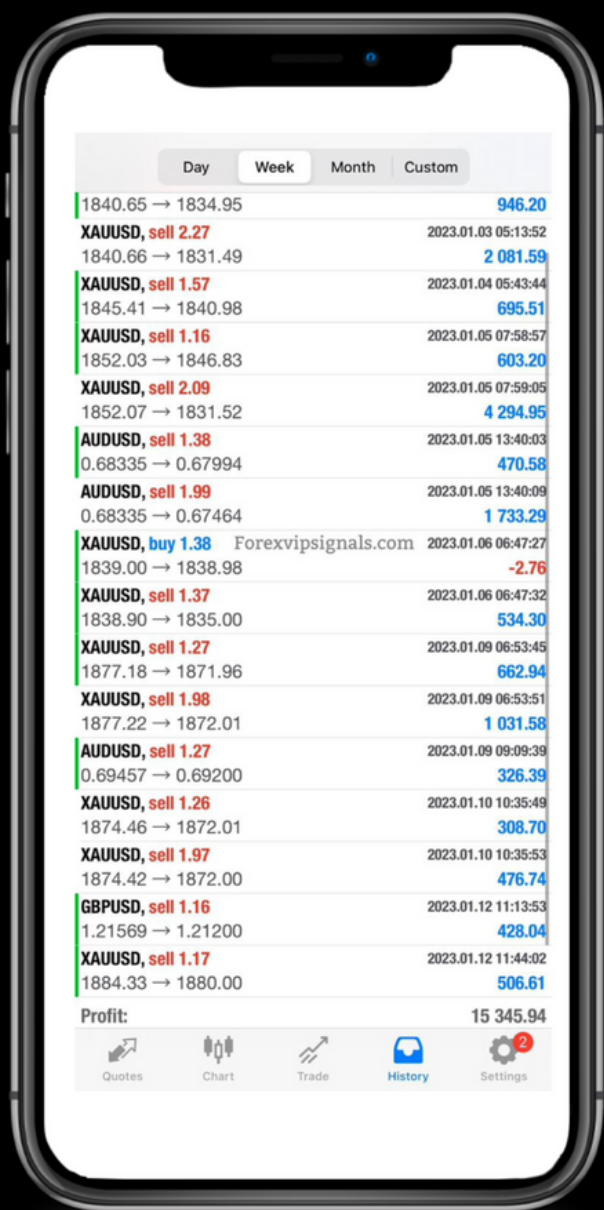 Day Week Month Custom
1840.65 → 1834.95 946.20
XAUUSD, sell 2.27 2023.01.03 05:13:52
1840.66 → 1831.49 2 081.59
XAUUSD, sell 1.57 2023.01.04 05:43:44
1845.41 → 1840.98 695.51
XAUUSD, sell 1.16 2023.01.05 07:58:57
1852.03 → 1846.83 603.20
XAUUSD, sell 2.09 2023.01.05 07:59:05
1852.07 → 1831.52 4 294.95
AUDUSD, sell 1.38 2023.01.05 13:40:03
0.68335 → 0.67994 470.58
AUDUSD, sell 1.99 2023.01.05 13:40:09
0.68335 → 0.67464 1 733.29
XAUUSD, buy 1.38 Forexvipsignals.com 2023.01.06 06:47:27
1839.00 → 1838.98 -2.76
XAUUSD, sell 1.37 2023.01.06 06:47:32
1838.90 → 1835.00 534.30
XAUUSD, sell 1.27 2023.01.09 06:53:45
1877.18 → 1871.96 662.94
XAUUSD, sell 1.98 2023.01.09 06:53:51
1877.22 → 1872.01 1 031.58
AUDUSD, sell 1.27 2023.01.09 09:09:39
0.69457 → 0.69200 326.39
XAUUSD, sell 1.26 2023.01.10 10:35:49
1874.46 → 1872.01 308.70
XAUUSD, sell 1.97 2023.01.10 10:35:53
1874.42 → 1872.00 476.74
GBPUSD, sell 1.16 2023.01.12 11:13:53
1.21569 → 1.21200 428.04
XAUUSD, sell 1.17 2023.01.12 11:44:02
1884.33 → 1880.00 506.61
Profit: 15 345.94
2
Quotes Chart Trade History Settings